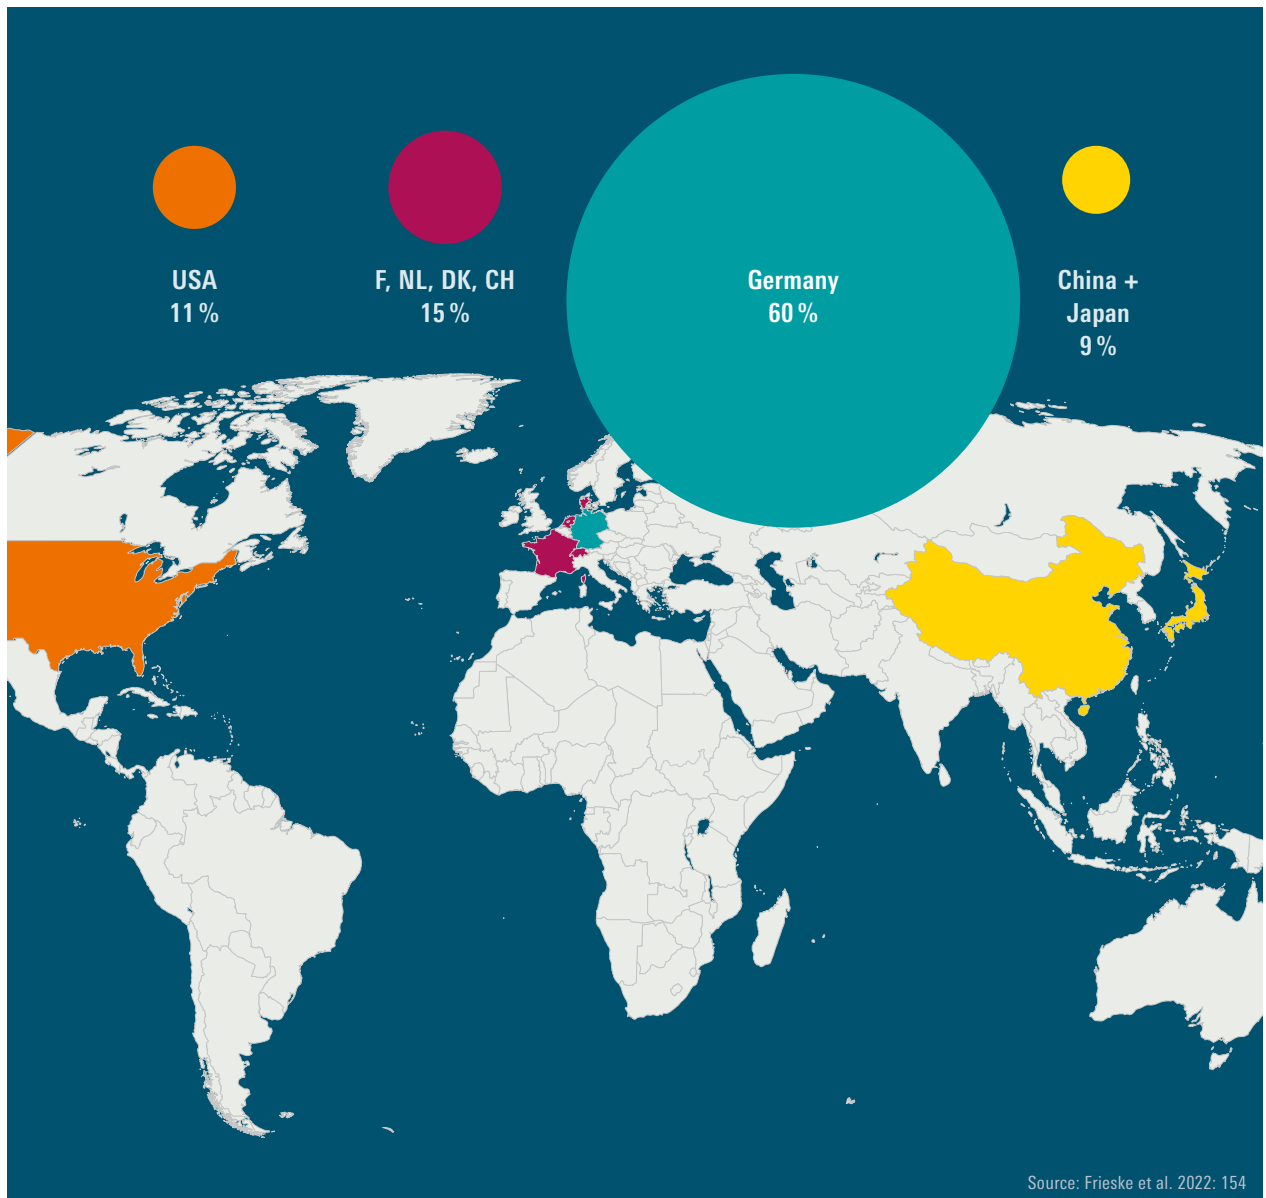 USA
11 %
F, NL, DK, CH
15 %
Germany
60 %
China +
Japan
9 %
Source: Frieske et al. 2022: 154